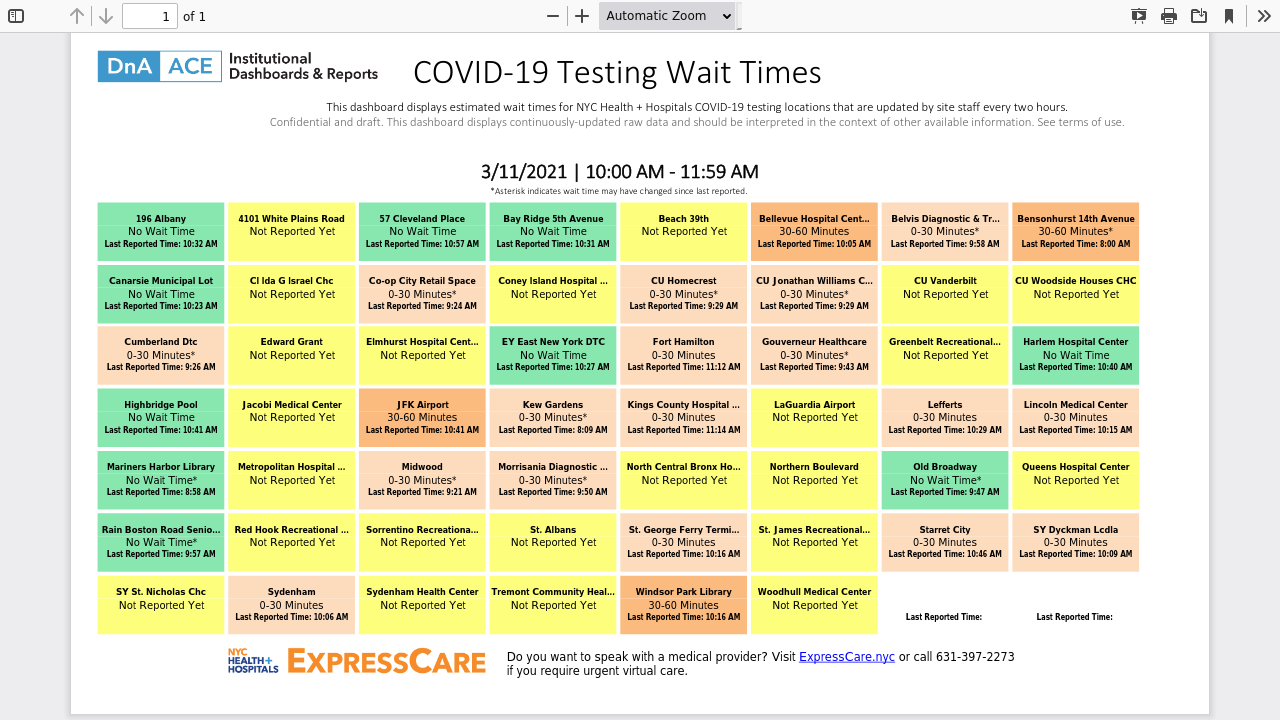 1 of 1
Automatic Zoom
DnA ACE Institutional Dashboards & Reports
COVID-19 Testing Wait Times
This dashboard displays estimated wait times for NYC Health + Hospitals COVID-19 testing locations that are updated by site staff every two hours.
Confidential and draft. This dashboard displays continuously-updated raw data and should be interpreted in the context of other available information. See terms of use.
3/11/2021 | 10:00 AM - 11:59 AM
*Asterisk indicates wait time may have changed since last reported.
196 Albany
No Wait Time
Last Reported Time: 10:32 AM
4101 White Plains Road
Not Reported Yet
57 Cleveland Place
No Wait Time
Last Reported Time: 10:57 AM
Bay Ridge 5th Avenue
No Wait Time
Last Reported Time: 10:31 AM
Beach 39th
Not Reported Yet
Bellevue Hospital Cent...
30-60 Minutes
Last Reported Time: 10:05 AM
Belvis Diagnostic & Tr...
0-30 Minutes*
Last Reported Time: 9:58 AM
Bensonhurst 14th Avenue
30-60 Minutes*
Last Reported Time: 8:00 AM
Canarsie Municipal Lot
No Wait Time
Last Reported Time: 10:23 AM
Cl Ida G Israel Chc
Not Reported Yet
Co-op City Retail Space
0-30 Minutes*
Last Reported Time: 9:24 AM
Coney Island Hospital ...
Not Reported Yet
CU Homecrest
0-30 Minutes*
Last Reported Time: 9:29 AM
CU Jonathan Williams C...
0-30 Minutes*
Last Reported Time: 9:29 AM
CU Vanderbilt
Not Reported Yet
CU Woodside Houses CHC
Not Reported Yet
Cumberland Dtc
0-30 Minutes*
Last Reported Time: 9:26 AM
Edward Grant
Not Reported Yet
Elmhurst Hospital Cent...
Not Reported Yet
EY East New York DTC
No Wait Time
Last Reported Time: 10:27 AM
Fort Hamilton
0-30 Minutes
Last Reported Time: 11:12 AM
Gouverneur Healthcare
0-30 Minutes*
Last Reported Time: 9:43 AM
Greenbelt Recreational...
Not Reported Yet
Harlem Hospital Center
No Wait Time
Last Reported Time: 10:40 AM
Highbridge Pool
No Wait Time
Last Reported Time: 10:41 AM
Jacobi Medical Center
Not Reported Yet
JFK Airport
30-60 Minutes
Last Reported Time: 10:41 AM
Kew Gardens
0-30 Minutes*
Last Reported Time: 8:09 AM
Kings County Hospital ...
0-30 Minutes
Last Reported Time: 11:14 AM
LaGuardia Airport
Not Reported Yet
Lefferts
0-30 Minutes
Last Reported Time: 10:29 AM
Lincoln Medical Center
0-30 Minutes
Last Reported Time: 10:15 AM
Mariners Harbor Library
No Wait Time*
Last Reported Time: 8:58 AM
Metropolitan Hospital ...
Not Reported Yet
Midwood
0-30 Minutes*
Last Reported Time: 9:21 AM
Morrisania Diagnostic ...
0-30 Minutes*
Last Reported Time: 9:50 AM
North Central Bronx Ho...
Not Reported Yet
Northern Boulevard
Not Reported Yet
Old Broadway
No Wait Time*
Last Reported Time: 9:47 AM
Queens Hospital Center
Not Reported Yet
Rain Boston Road Senio...
No Wait Time*
Last Reported Time: 9:57 AM
Red Hook Recreational ...
Not Reported Yet
Sorrentino Recreationa...
Not Reported Yet
St. Albans
Not Reported Yet
St. George Ferry Termi...
0-30 Minutes
Last Reported Time: 10:16 AM
St. James Recreational...
Not Reported Yet
Starret City
0-30 Minutes
Last Reported Time: 10:46 AM
SY Dyckman Lcdla
0-30 Minutes
Last Reported Time: 10:09 AM
SY St. Nicholas Chc
Not Reported Yet
Sydenham
0-30 Minutes
Last Reported Time: 10:06 AM
Sydenham Health Center
Not Reported Yet
Tremont Community Heal...
Not Reported Yet
Windsor Park Library
30-60 Minutes
Last Reported Time: 10:16 AM
Woodhull Medical Center
Not Reported Yet
Last Reported Time:
Last Reported Time:
NYC
HEALTH+
HOSPITALS
EXPRESSCARE
Do you want to speak with a medical provider? Visit ExpressCare.nyc or call 631-397-2273
if you require urgent virtual care.